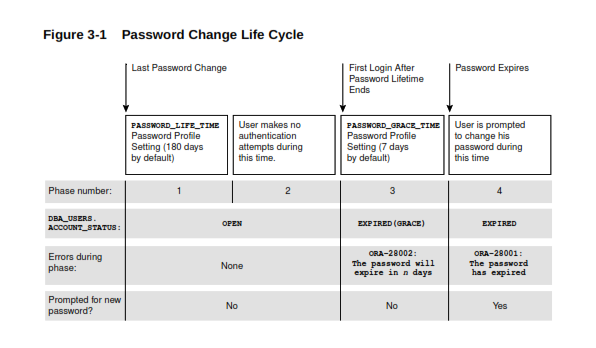 Figure 3-1 Password Change Life Cycle
Last Password Change
First Login After
Password Lifetime
Ends
Password Expires
PASSWORD_LIFE_TIME
Password Profile
Setting (180 days
by default)
User makes no
authentication
attempts during
this time.
PASSWORD_GRACE_TIME
Password Profile
Setting (7 days
by default)
User is prompted
to change his
password during
this time
Phase number: 1 2 3 4
DBA_USERS.
ACCOUNT_STATUS:
OPEN EXPIRED(GRACE) EXPIRED
Errors during
phase:
None
ORA-28002:
The password will
expire in n days
ORA-28001:
The password
has expired
Prompted for new
password?
No No Yes